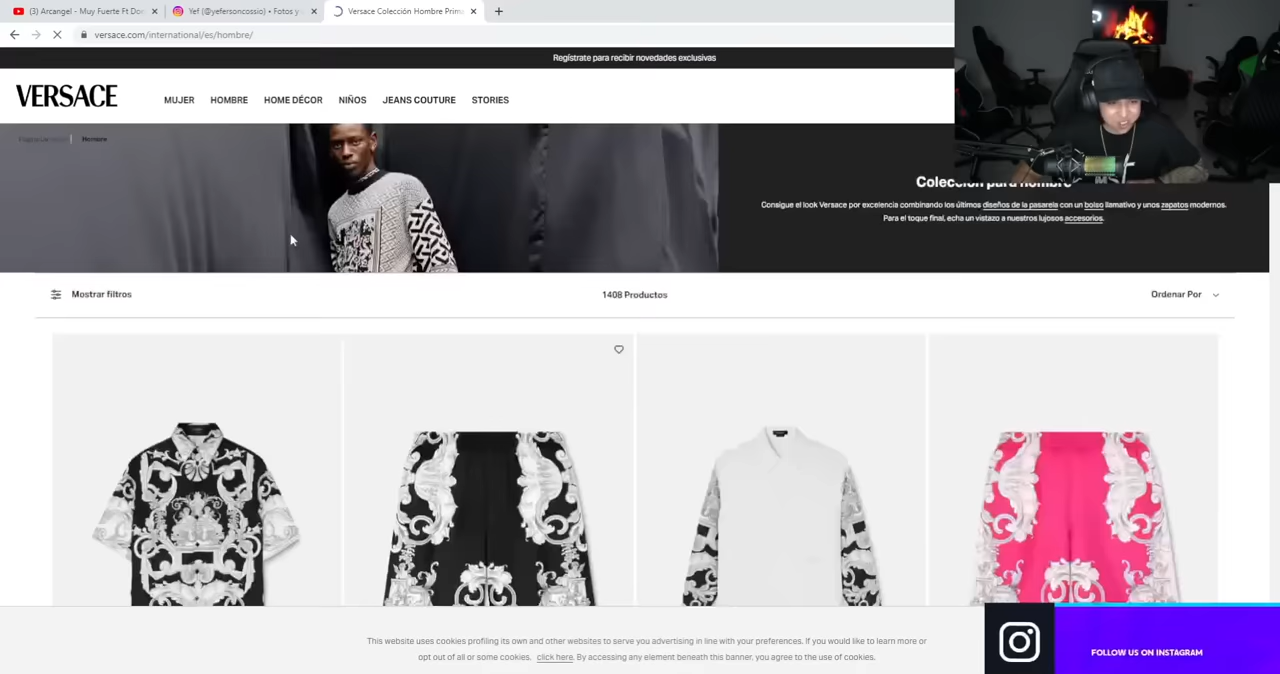 (3) Arcangel - Muy Fuerte Ft Don
Yef (@yefersoncossio) • Fotos y
Versace Colección Hombre Prim
versace.com/international/es/hombre/
Regístrate para recibir novedades exclusivas
VERSACE
MUJER HOMBRE HOME DÉCOR NIÑOS JEANS COUTURE STORIES
Hombre
Colección para hombre
Consigue el look Versace por excelencia combinando los últimos diseños de la pasarela con un bolso llamativo y unos zapatos modernos.
Para el toque final, echa un vistazo a nuestros lujosos accesorios.
Mostrar filtros
1408 Productos
Ordenar Por
This website uses cookies profiling its own and other websites to serve you advertising in line with your preferences. If you would like to learn more or
opt out of all or some cookies, click here. By accessing any element beneath this banner, you agree to the use of cookies.
FOLLOW US ON INSTAGRAM